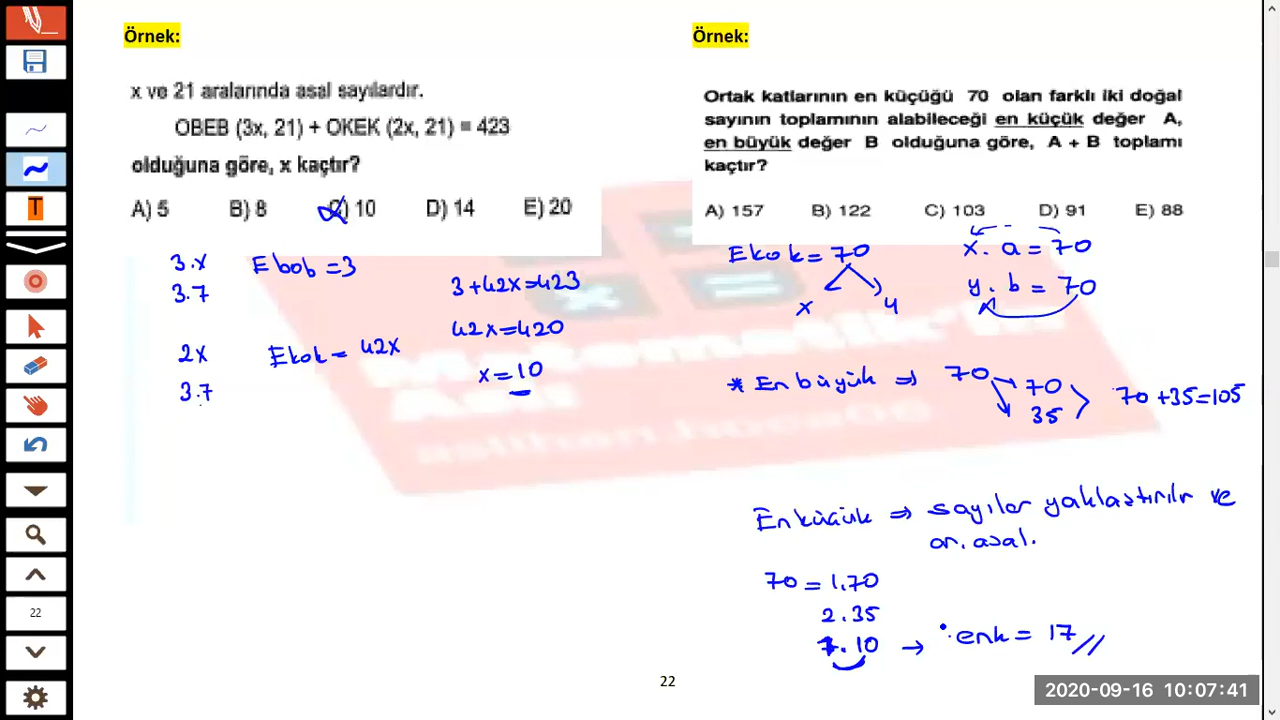 Örnek:
x ve 21 aralarında asal sayılardır.
OBEB (3x, 21) + OKEK (2x, 21) = 423
olduğuna göre, x kaçtır?
A) 5 B) 8 C) 10 D) 14 E) 20
3.x
3.7
Ebob = 3
2x
3.7
Ekok = 42x
3+42x=423
42x=420
x=10
Örnek:
Ortak katlarının en küçüğü 70 olan farklı iki doğal
sayının toplamının alabileceği en küçük değer A,
en büyük değer B olduğuna göre, A + B toplamı
kaçtır?
A) 157 B) 122 C) 103 D) 91 E) 88
Ekok = 70
x y
x. a = 70
y. b = 70
* En büyük ⇒ 70 70
35
70 +35=105
En küçük ⇒ sayılar yaklaştırılır ve
ar. asal.
70 = 1.70
2.35
7.10 → enk = 17 //
22
22
T
2020-09-16 10:07:41